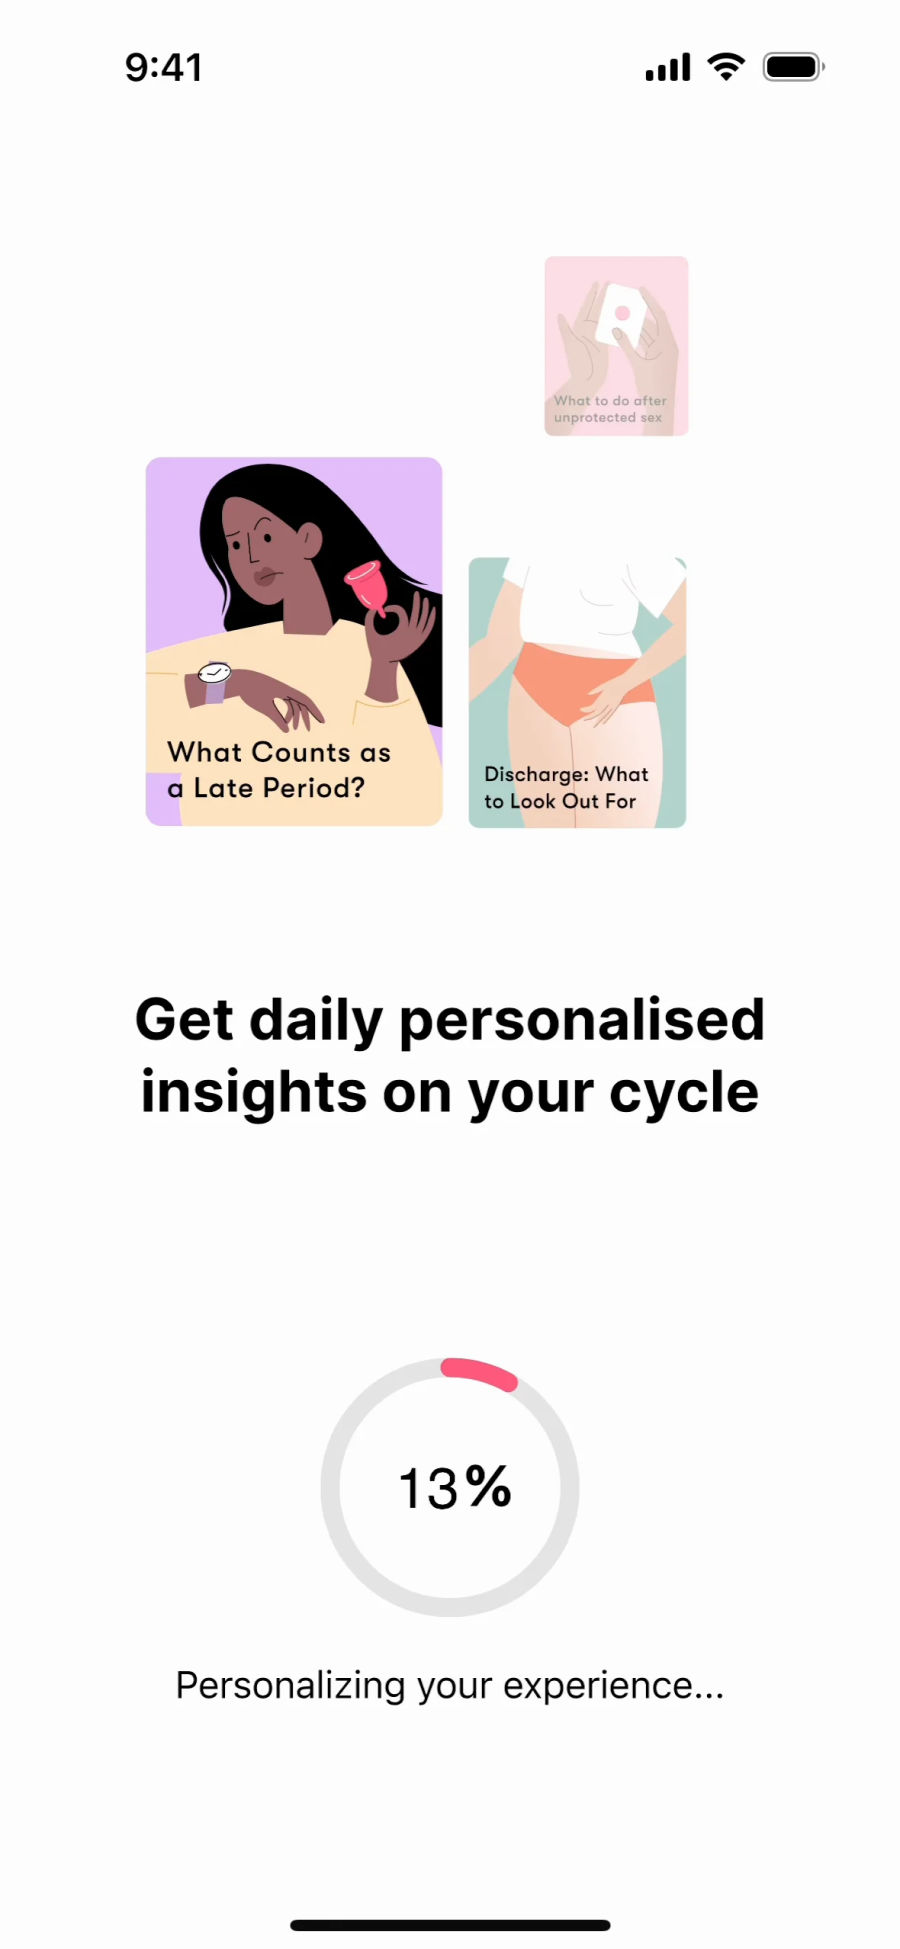 9:41
What to do after
unprotected sex
What Counts as
a Late Period?
Discharge: What
to Look Out For
Get daily personalised
insights on your cycle
13%
Personalizing your experience...